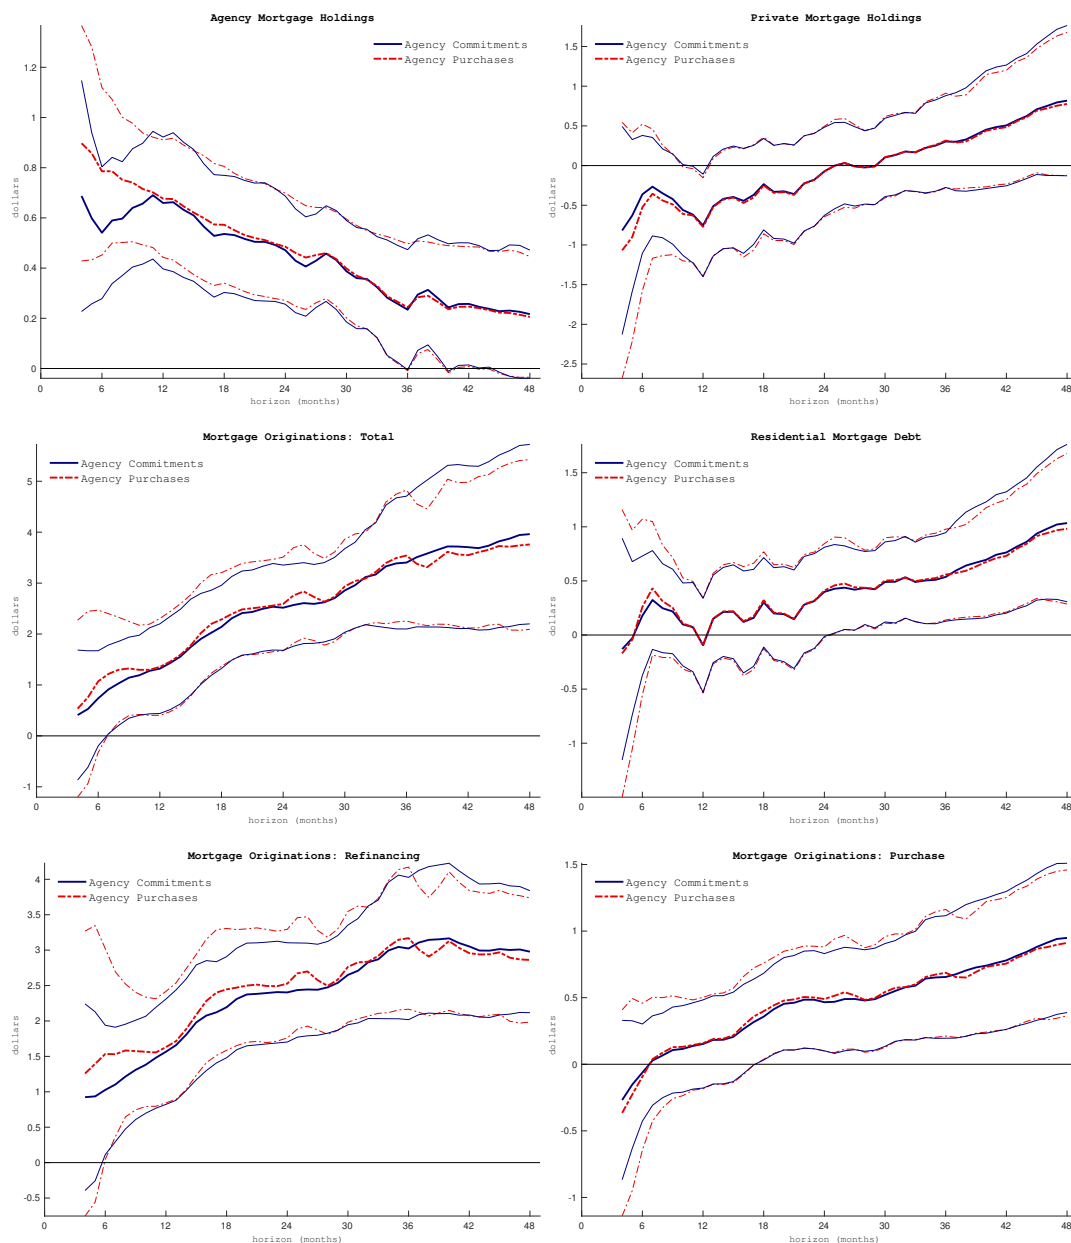 Agency Mortgage Holdings
Agency Commitments
Agency Purchases
dollars
1.2
1
0.8
0.6
0.4
0.2
0
0 6 12 18 24 30 36 42 48
horizon (months)
Private Mortgage Holdings
Agency Commitments
Agency Purchases
dollars
1.5
1
0.5
0
-0.5
-1
-1.5
-2
-2.5
0 6 12 18 24 30 36 42 48
horizon (months)
Mortgage Originations: Total
Agency Commitments
Agency Purchases
dollars
5
4
3
2
1
0
-1
0 6 12 18 24 30 36 42 48
horizon (months)
Residential Mortgage Debt
Agency Commitments
Agency Purchases
dollars
1.5
1
0.5
0
-0.5
-1
0 6 12 18 24 30 36 42 48
horizon (months)
Mortgage Originations: Refinancing
Agency Commitments
Agency Purchases
dollars
4
3.5
3
2.5
2
1.5
1
0.5
0
-0.5
0 6 12 18 24 30 36 42 48
horizon (months)
Mortgage Originations: Purchase
Agency Commitments
Agency Purchases
dollars
1.5
1
0.5
0
-0.5
-1
0 6 12 18 24 30 36 42 48
horizon (months)